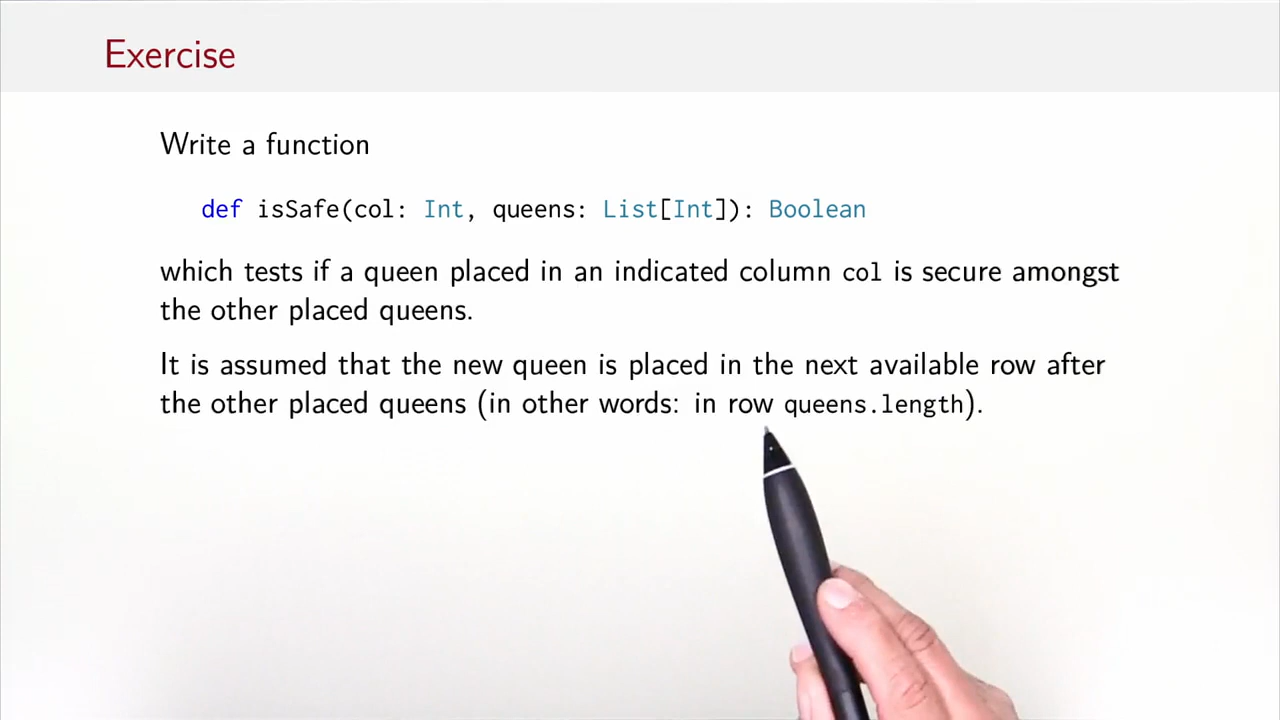 Exercise
Write a function
def isSafe(col: Int, queens: List[Int]): Boolean
which tests if a queen placed in an indicated column col is secure amongst
the other placed queens.
It is assumed that the new queen is placed in the next available row after
the other placed queens (in other words: in row queens.length).